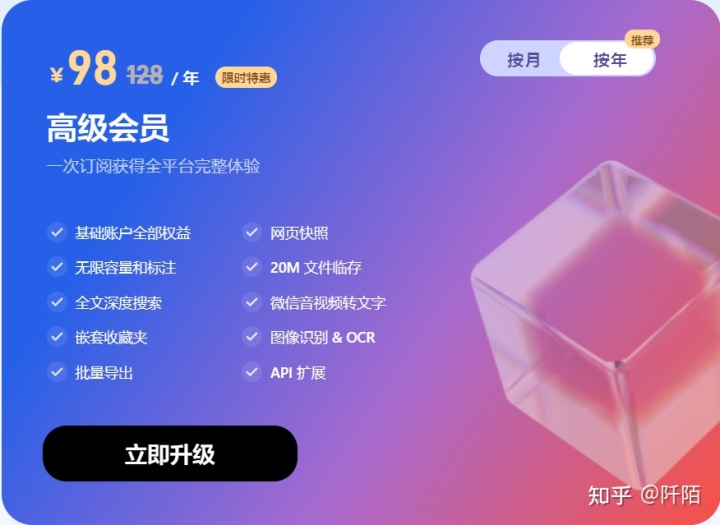 ¥98 128 / 年 限时特惠
推荐
按月 按年
高级会员
一次订阅获得全平台完整体验
基础账户全部权益 网页快照
无限容量和标注 20M 文件临存
全文深度搜索 微信音视频转文字
嵌套收藏夹 图像识别 & OCR
批量导出 API 扩展
立即升级
知乎 @阡陌